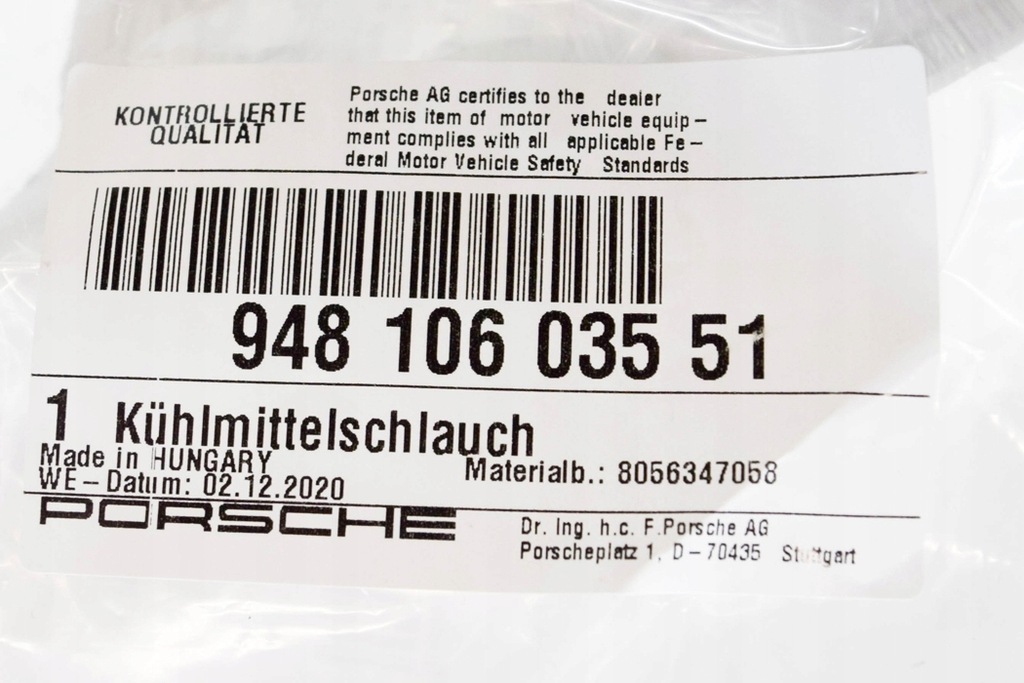 KONTROLLIERTE
QUALITÄT
Porsche AG certifies to the dealer
that this item of motor vehicle equip-
ment complies with all applicable Fe-
deral Motor Vehicle Safety Standards
948 106 035 51
1 Kühlmittelschlauch
Made in HUNGARY
Materialb.: 8056347058
WE-Datum: 02.12.2020
PORSCHE
Dr. Ing. h.c. F.Porsche AG
Porscheplatz 1, D-70435 Stuttgart